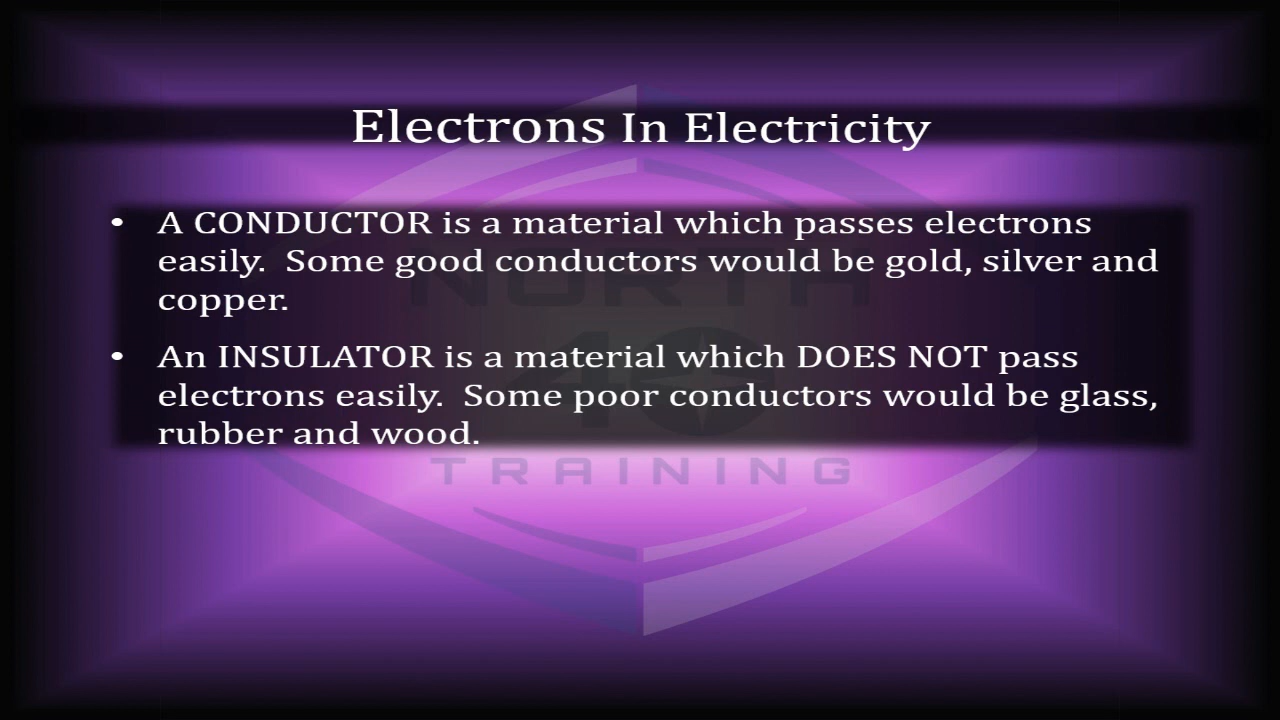 Electrons In Electricity
• A CONDUCTOR is a material which passes electrons
easily.  Some good conductors would be gold, silver and
copper.
• An INSULATOR is a material which DOES NOT pass
electrons easily.  Some poor conductors would be glass,
rubber and wood.
NORTH
40
TRAINING